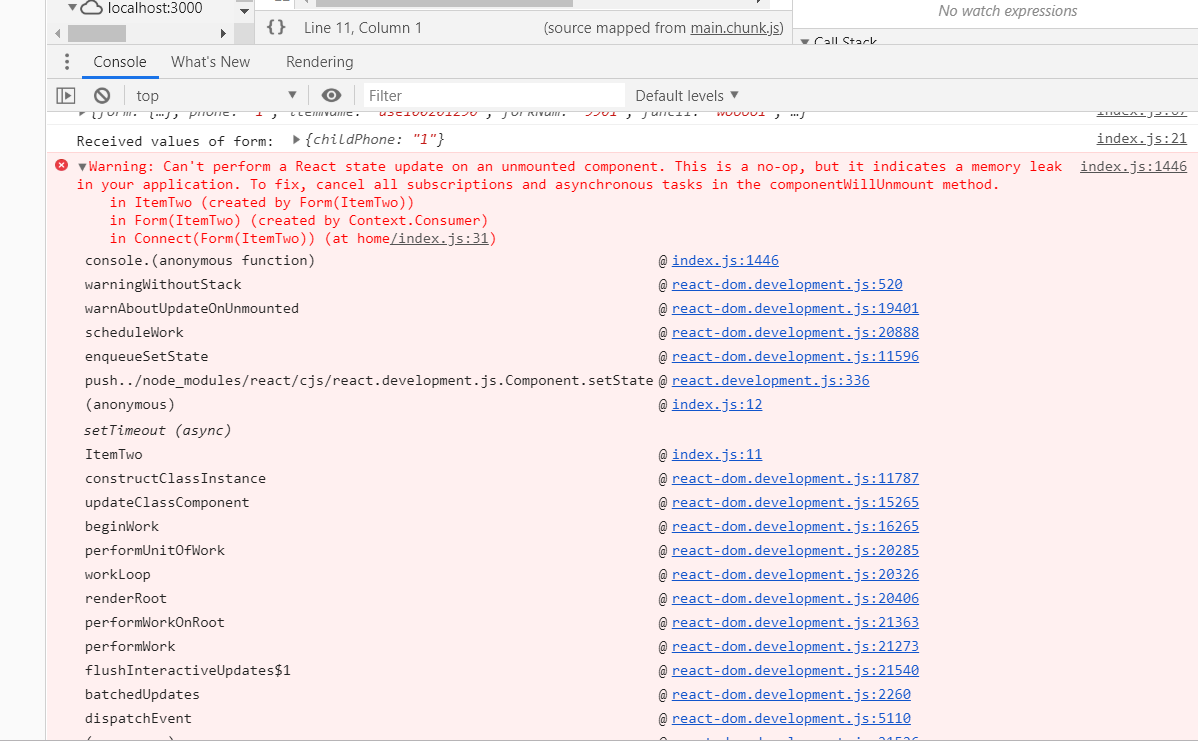 localhost:3000
{ } Line 11, Column 1 (source mapped from main.chunk.js)
No watch expressions
Call Stack
Console What's New Rendering
top Filter Default levels
Received values of form: {childPhone: "1"} index.js:21
Warning: Can't perform a React state update on an unmounted component. This is a no-op, but it indicates a memory leak index.js:1446
in your application. To fix, cancel all subscriptions and asynchronous tasks in the componentWillUnmount method.
in ItemTwo (created by Form(ItemTwo))
in Form(ItemTwo) (created by Context.Consumer)
in Connect(Form(ItemTwo)) (at home/index.js:31)
console.(anonymous function) @ index.js:1446
warningWithoutStack @ react-dom.development.js:520
warnAboutUpdateOnUnmounted @ react-dom.development.js:19401
scheduleWork @ react-dom.development.js:20888
enqueueSetState @ react-dom.development.js:11596
push../node_modules/react/cjs/react.development.js.Component.setState @ react.development.js:336
(anonymous) @ index.js:12
setTimeout (async)
ItemTwo @ index.js:11
constructClassInstance @ react-dom.development.js:11787
updateClassComponent @ react-dom.development.js:15265
beginWork @ react-dom.development.js:16265
performUnitOfWork @ react-dom.development.js:20285
workLoop @ react-dom.development.js:20326
renderRoot @ react-dom.development.js:20406
performWorkOnRoot @ react-dom.development.js:21363
performWork @ react-dom.development.js:21273
flushInteractiveUpdates$1 @ react-dom.development.js:21540
batchedUpdates @ react-dom.development.js:2260
dispatchEvent @ react-dom.development.js:5110